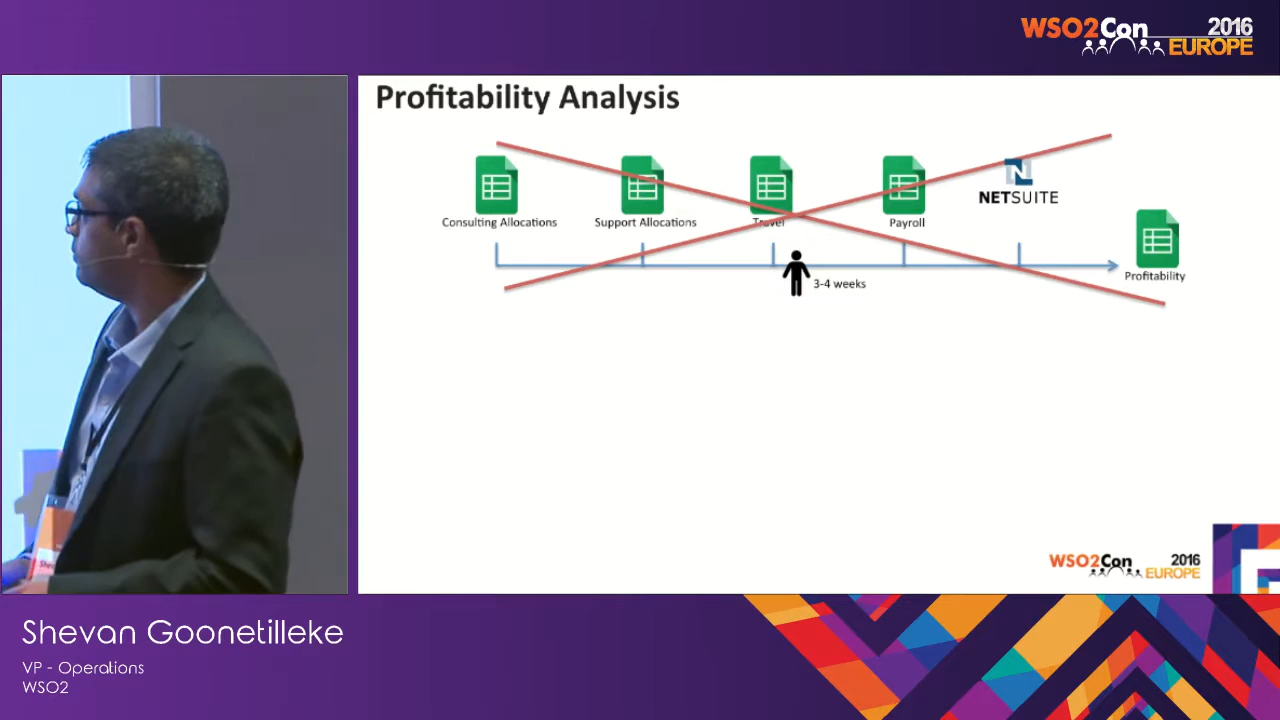 WSO2Con 2016
EUROPE
Profitability Analysis
Consulting Allocations
Support Allocations
Travel
Payroll
NETSUITE
Profitability
3-4 weeks
WSO2Con 2016
EUROPE
Shevan Goonetilleke
VP - Operations
WSO2